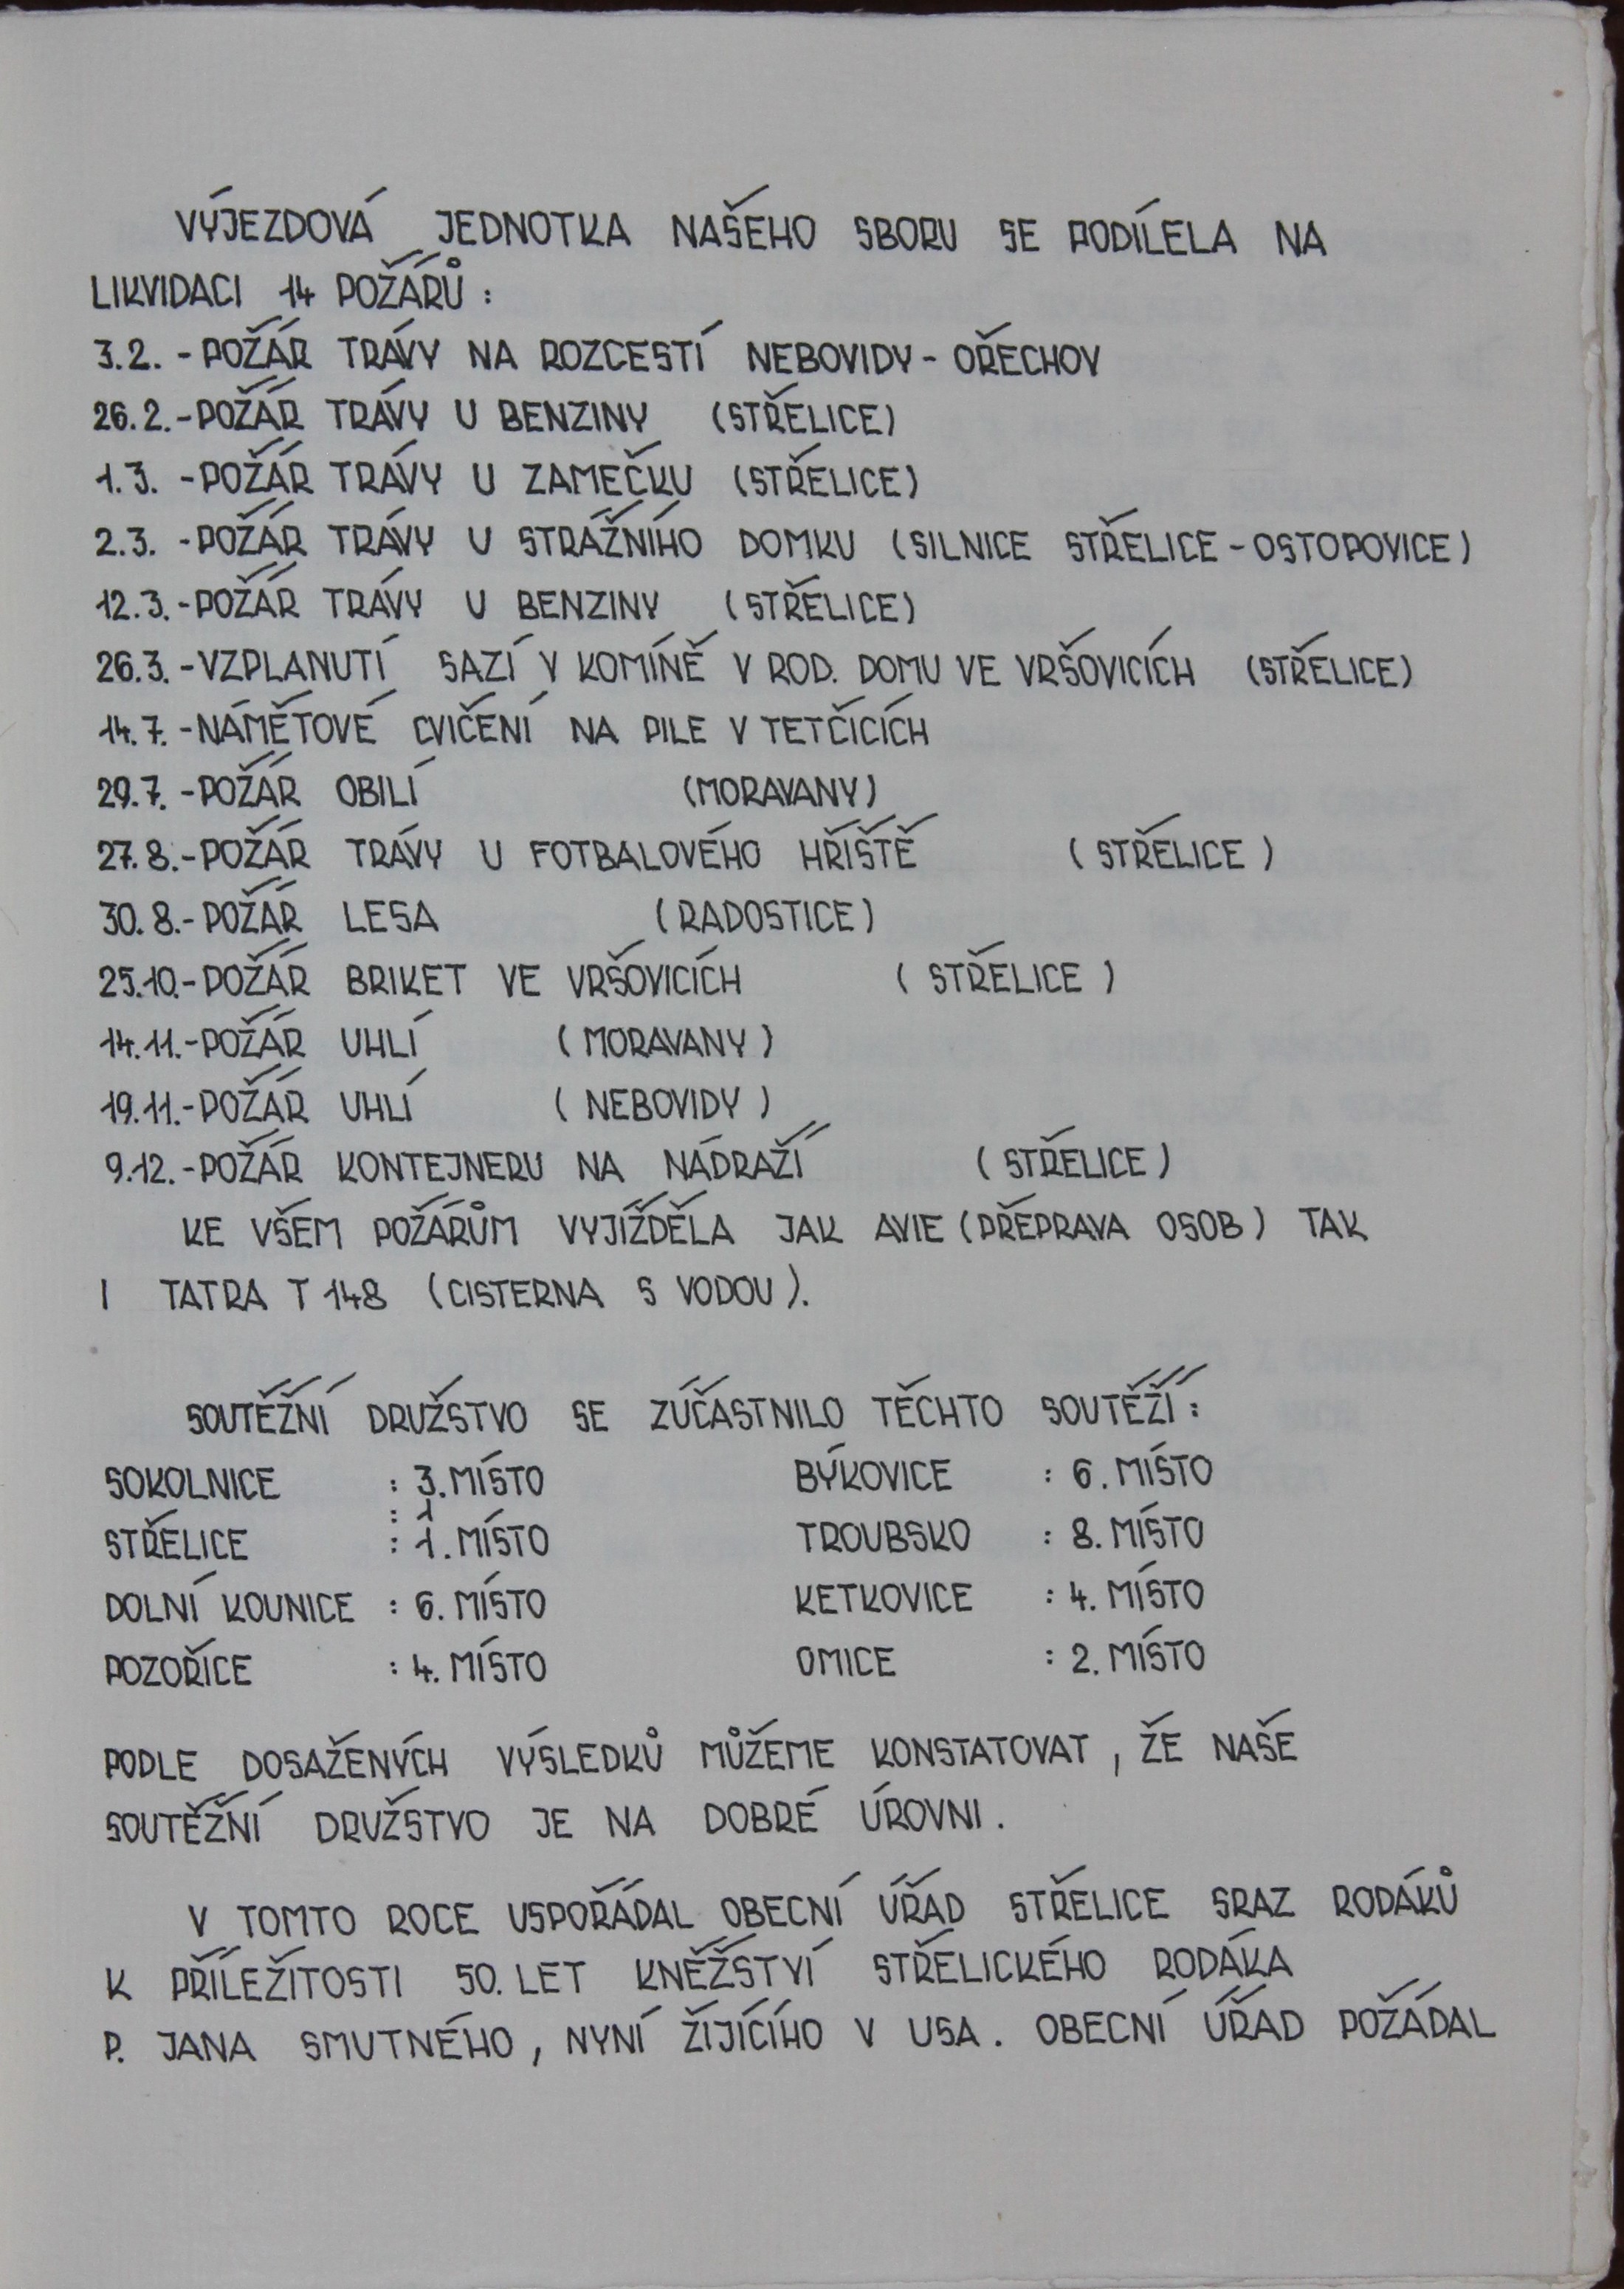 VÝJEZDOVÁ JEDNOTKA NAŠEHO SBORU SE PODÍLELA NA
LIKVIDACI 14 POŽÁRŮ :
3.2. - POŽÁR TRÁVY NA ROZCESTÍ NEBOVIDY - OŘECHOV
26.2. - POŽÁR TRÁVY U BENZINY (STŘELICE)
1.3. - POŽÁR TRÁVY U ZAMEČKU (STŘELICE)
2.3. - POŽÁR TRÁVY U STRÁŽNÍHO DOMKU (SILNICE STŘELICE - OSTOPOVICE)
12.3. - POŽÁR TRÁVY U BENZINY (STŘELICE)
26.3. - VZPLANUTÍ SAZÍ V KOMÍNĚ V ROD. DOMU VE VRŠOVICÍCH (STŘELICE)
14.7. - NÁMĚTOVÉ CVIČENÍ NA PILE V TETČICÍCH
29.7. - POŽÁR OBILÍ (MORAVANY)
27.8. - POŽÁR TRÁVY U FOTBALOVÉHO HŘIŠTĚ (STŘELICE)
30.8. - POŽÁR LESA (RADOSTICE)
25.10. - POŽÁR BRIKET VE VRŠOVICÍCH (STŘELICE)
14.11. - POŽÁR UHLÍ (MORAVANY)
19.11. - POŽÁR UHLÍ (NEBOVIDY)
9.12. - POŽÁR KONTEJNERU NA NÁDRAŽÍ (STŘELICE)
KE VŠEM POŽÁRŮM VYJÍŽDĚLA JAK AVIE (PŘEPRAVA OSOB) TAK
I TATRA T 148 (CISTERNA S VODOU).
SOUTĚŽNÍ DRUŽSTVO SE ZÚČASTNILO TĚCHTO SOUTĚŽÍ :
SOKOLNICE : 3. MÍSTO BÝKOVICE : 6. MÍSTO
: 1
STŘELICE : 1. MÍSTO TROUBSKO : 8. MÍSTO
DOLNÍ KOUNICE : 6. MÍSTO KETKOVICE : 4. MÍSTO
POZOŘICE : 4. MÍSTO OMICE : 2. MÍSTO
PODLE DOSAŽENÝCH VÝSLEDKŮ MŮŽEME KONSTATOVAT , ŽE NAŠE
SOUTĚŽNÍ DRUŽSTVO JE NA DOBRÉ ÚROVNI .
V TOMTO ROCE USPOŘÁDAL OBECNÍ ÚŘAD STŘELICE SRAZ RODÁKŮ
K PŘÍLEŽITOSTI 50. LET KNĚŽSTVÍ STŘELICKÉHO RODÁKA
P. JANA SMUTNÉHO , NYNÍ ŽIJÍCÍHO V USA . OBECNÍ ÚŘAD POŽÁDAL